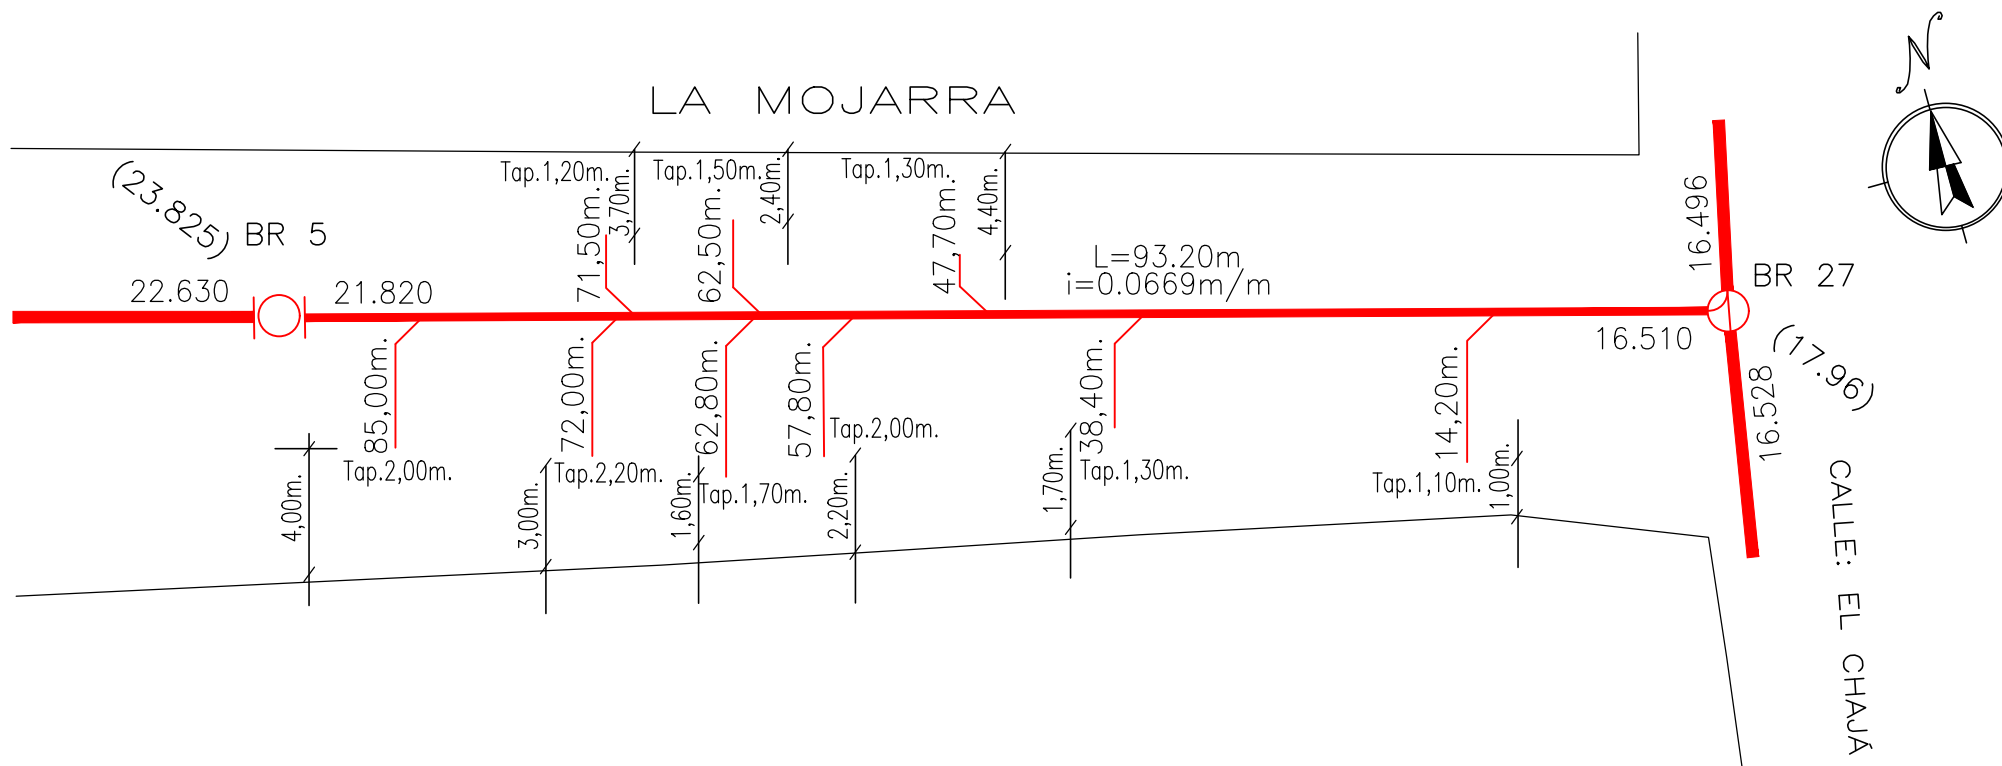 N
LA MOJARRA
Tap.1,20m.
Tap.1,50m.
Tap.1,30m.
3,70m.
2,40m.
4,40m.
(23.825)
BR 5
71,50m.
62,50m.
47,70m.
L=93.20m
i=0.0669m/m
16.496
BR 27
22.630
21.820
16.510
(17.96)
16.528
85,00m.
72,00m.
62,80m.
57,80m.
38,40m.
14,20m.
Tap.2,00m.
Tap.2,20m.
Tap.1,70m.
Tap.2,00m.
Tap.1,30m.
Tap.1,10m.
4,00m.
3,00m.
1,60m.
2,20m.
1,70m.
1,00m.
CALLE: EL CHAJÁ